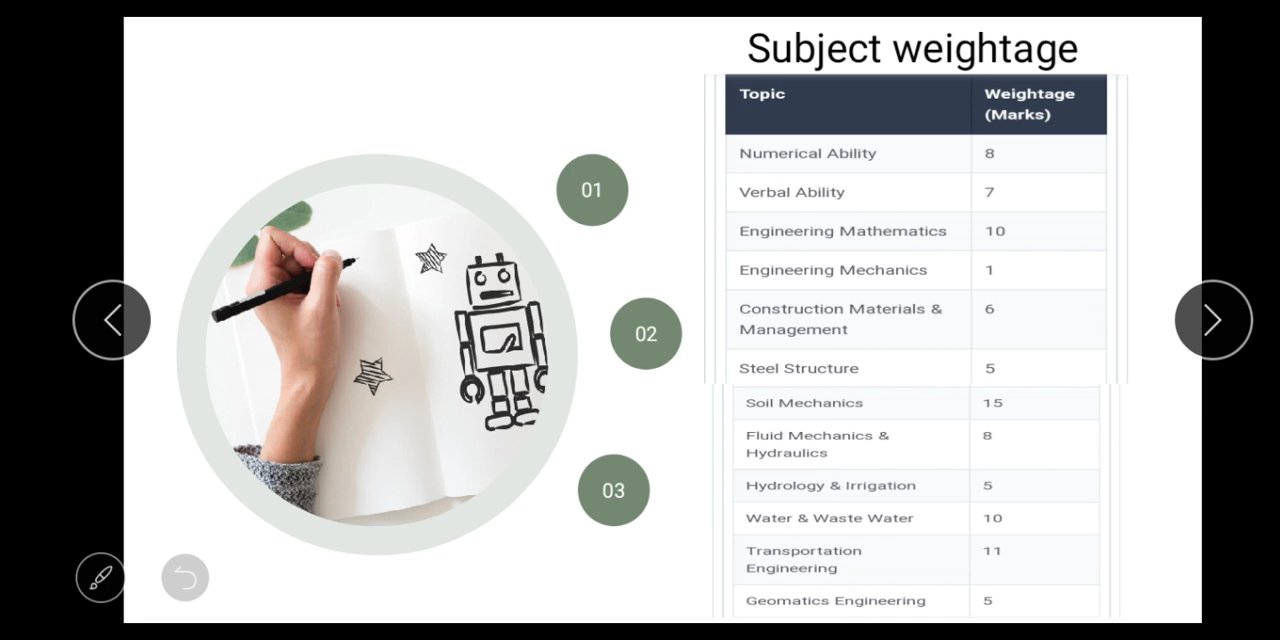 Subject weightage
Topic
Weightage
(Marks)
Numerical Ability 8
Verbal Ability 7
Engineering Mathematics 10
Engineering Mechanics 1
Construction Materials & 6
Management
Steel Structure 5
Soil Mechanics 15
Fluid Mechanics & 8
Hydraulics
Hydrology & Irrigation 5
Water & Waste Water 10
Transportation 11
Engineering
Geomatics Engineering 5
01
02
03